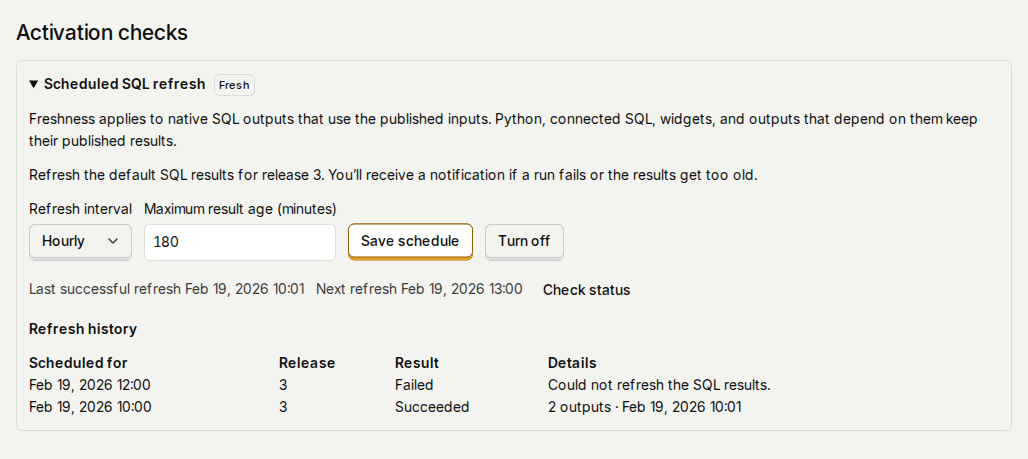 Activation checks
Scheduled SQL refresh Fresh
Freshness applies to native SQL outputs that use the published inputs. Python, connected SQL, widgets, and outputs that depend on them keep
their published results.
Refresh the default SQL results for release 3. You’ll receive a notification if a run fails or the results get too old.
Refresh interval Maximum result age (minutes)
Hourly 180 Save schedule Turn off
Last successful refresh Feb 19, 2026 10:01 Next refresh Feb 19, 2026 13:00 Check status
Refresh history
Scheduled for Release Result Details
Feb 19, 2026 12:00 3 Failed Could not refresh the SQL results.
Feb 19, 2026 10:00 3 Succeeded 2 outputs · Feb 19, 2026 10:01